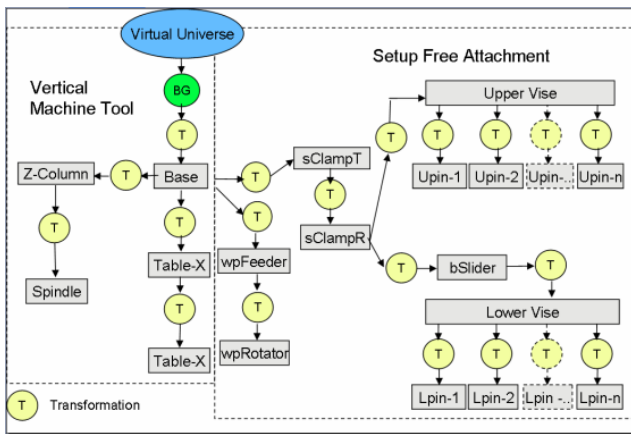 Virtual Universe
Setup Free Attachment
Vertical
Machine Tool
BG
Upper Vise
T
T
T
T
T
T
sClampT
T
Z-Column
T
Base
T
Upin-1
Upin-2
Upin-..
Upin-n
T
T
T
T
sClampR
T
bSlider
T
Table-X
wpFeeder
Spindle
Lower Vise
T
T
T
T
T
T
Table-X
wpRotator
Lpin-1
Lpin-2
Lpin -..
Lpin-n
T
Transformation